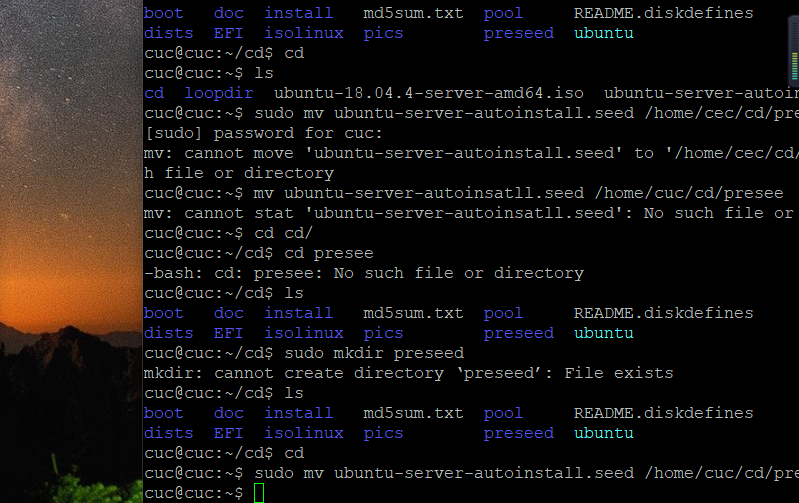 boot   doc  install   md5sum.txt  pool     README.diskdefines
dists  EFI  isolinux  pics        preseed  ubuntu
cuc@cuc:~/cd$ cd
cuc@cuc:~$ ls
cd  loopdir  ubuntu-18.04.4-server-amd64.iso  ubuntu-server-autoin
cuc@cuc:~$ sudo mv ubuntu-server-autoinstall.seed /home/cec/cd/pre
[sudo] password for cuc:
mv: cannot move 'ubuntu-server-autoinstall.seed' to '/home/cec/cd/
h file or directory
cuc@cuc:~$ mv ubuntu-server-autoinsatll.seed /home/cuc/cd/presee
mv: cannot stat 'ubuntu-server-autoinsatll.seed': No such file or
cuc@cuc:~$ cd cd/
cuc@cuc:~/cd$ cd presee
-bash: cd: presee: No such file or directory
cuc@cuc:~/cd$ ls
boot   doc  install   md5sum.txt  pool     README.diskdefines
dists  EFI  isolinux  pics        preseed  ubuntu
cuc@cuc:~/cd$ sudo mkdir preseed
mkdir: cannot create directory ‘preseed’: File exists
cuc@cuc:~/cd$ ls
boot   doc  install   md5sum.txt  pool     README.diskdefines
dists  EFI  isolinux  pics        preseed  ubuntu
cuc@cuc:~/cd$ cd
cuc@cuc:~$ sudo mv ubuntu-server-autoinstall.seed /home/cuc/cd/pre
cuc@cuc:~$